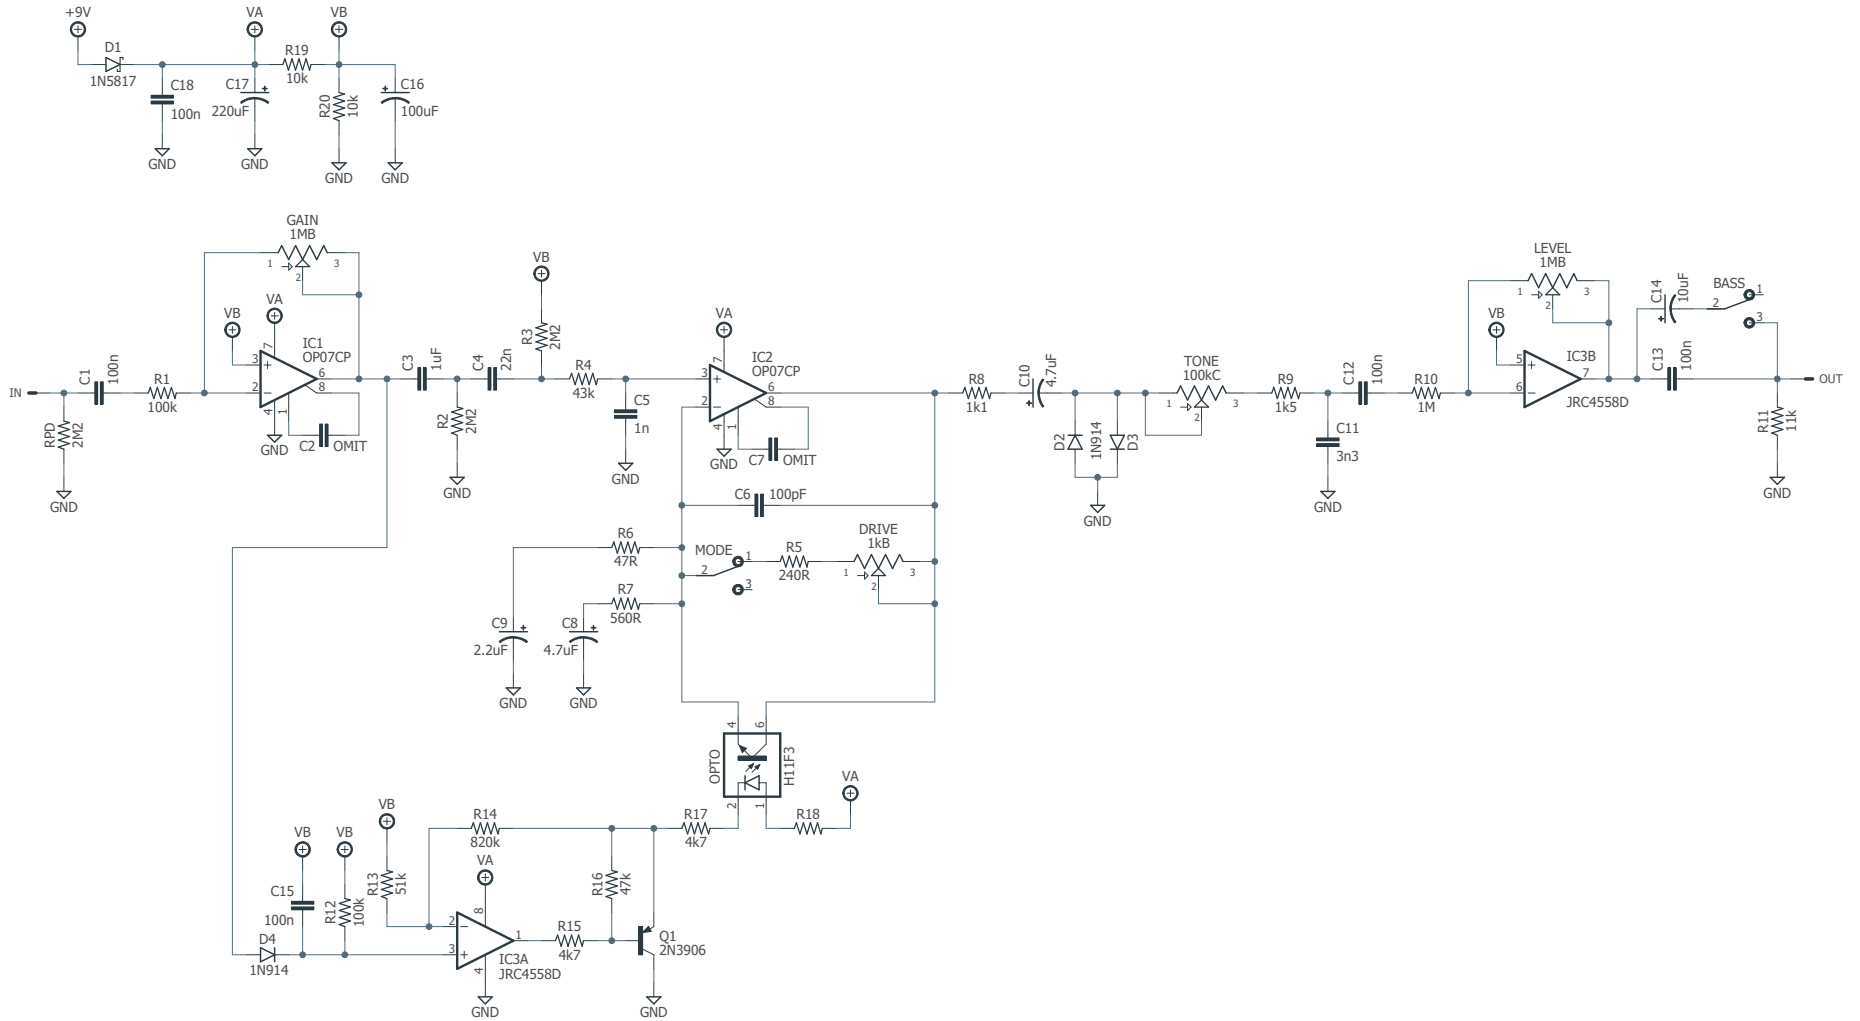 +9V
VA
VB
D1
1N5817
R19
10k
C18
100n
C17
+
220uF
R20
10k
+
C16
100uF
GND
GND
GND
GND
GAIN
1MB
1
2
3
VB
VA
7
IC1
OP07CP
3
+
2
-
6
8
4
1
GND
C2
OMIT
IN
C1
100n
R1
100k
RPD
2M2
GND
C3
1uF
C4
22n
R2
2M2
GND
VB
R3
2M2
R4
43k
C5
1n
GND
VA
7
IC2
OP07CP
3
+
2
-
6
8
4
1
GND
C7
OMIT
C6
100pF
R6
47R
MODE
2
1
3
R5
240R
DRIVE
1kB
1
2
3
R7
560R
C9
+
2.2uF
C8
+
4.7uF
GND
GND
R8
1k1
C10
+
4.7uF
D2
1N914
D3
GND
TONE
100kC
1
2
3
R9
1k5
C11
3n3
GND
C12
100n
R10
1M
LEVEL
1MB
1
2
3
VB
5
+
6
-
7
IC3B
JRC4558D
C14
+
10uF
BASS
2
1
3
C13
100n
OUT
R11
11k
GND
4
6
OPTO
H11F3
2
1
VA
R18
R17
4k7
VB
R14
820k
VB
VB
VA
R13
51k
R16
47k
C15
100n
R12
100k
8
2
-
3
+
1
4
IC3A
JRC4558D
R15
4k7
Q1
2N3906
D4
1N914
GND
GND